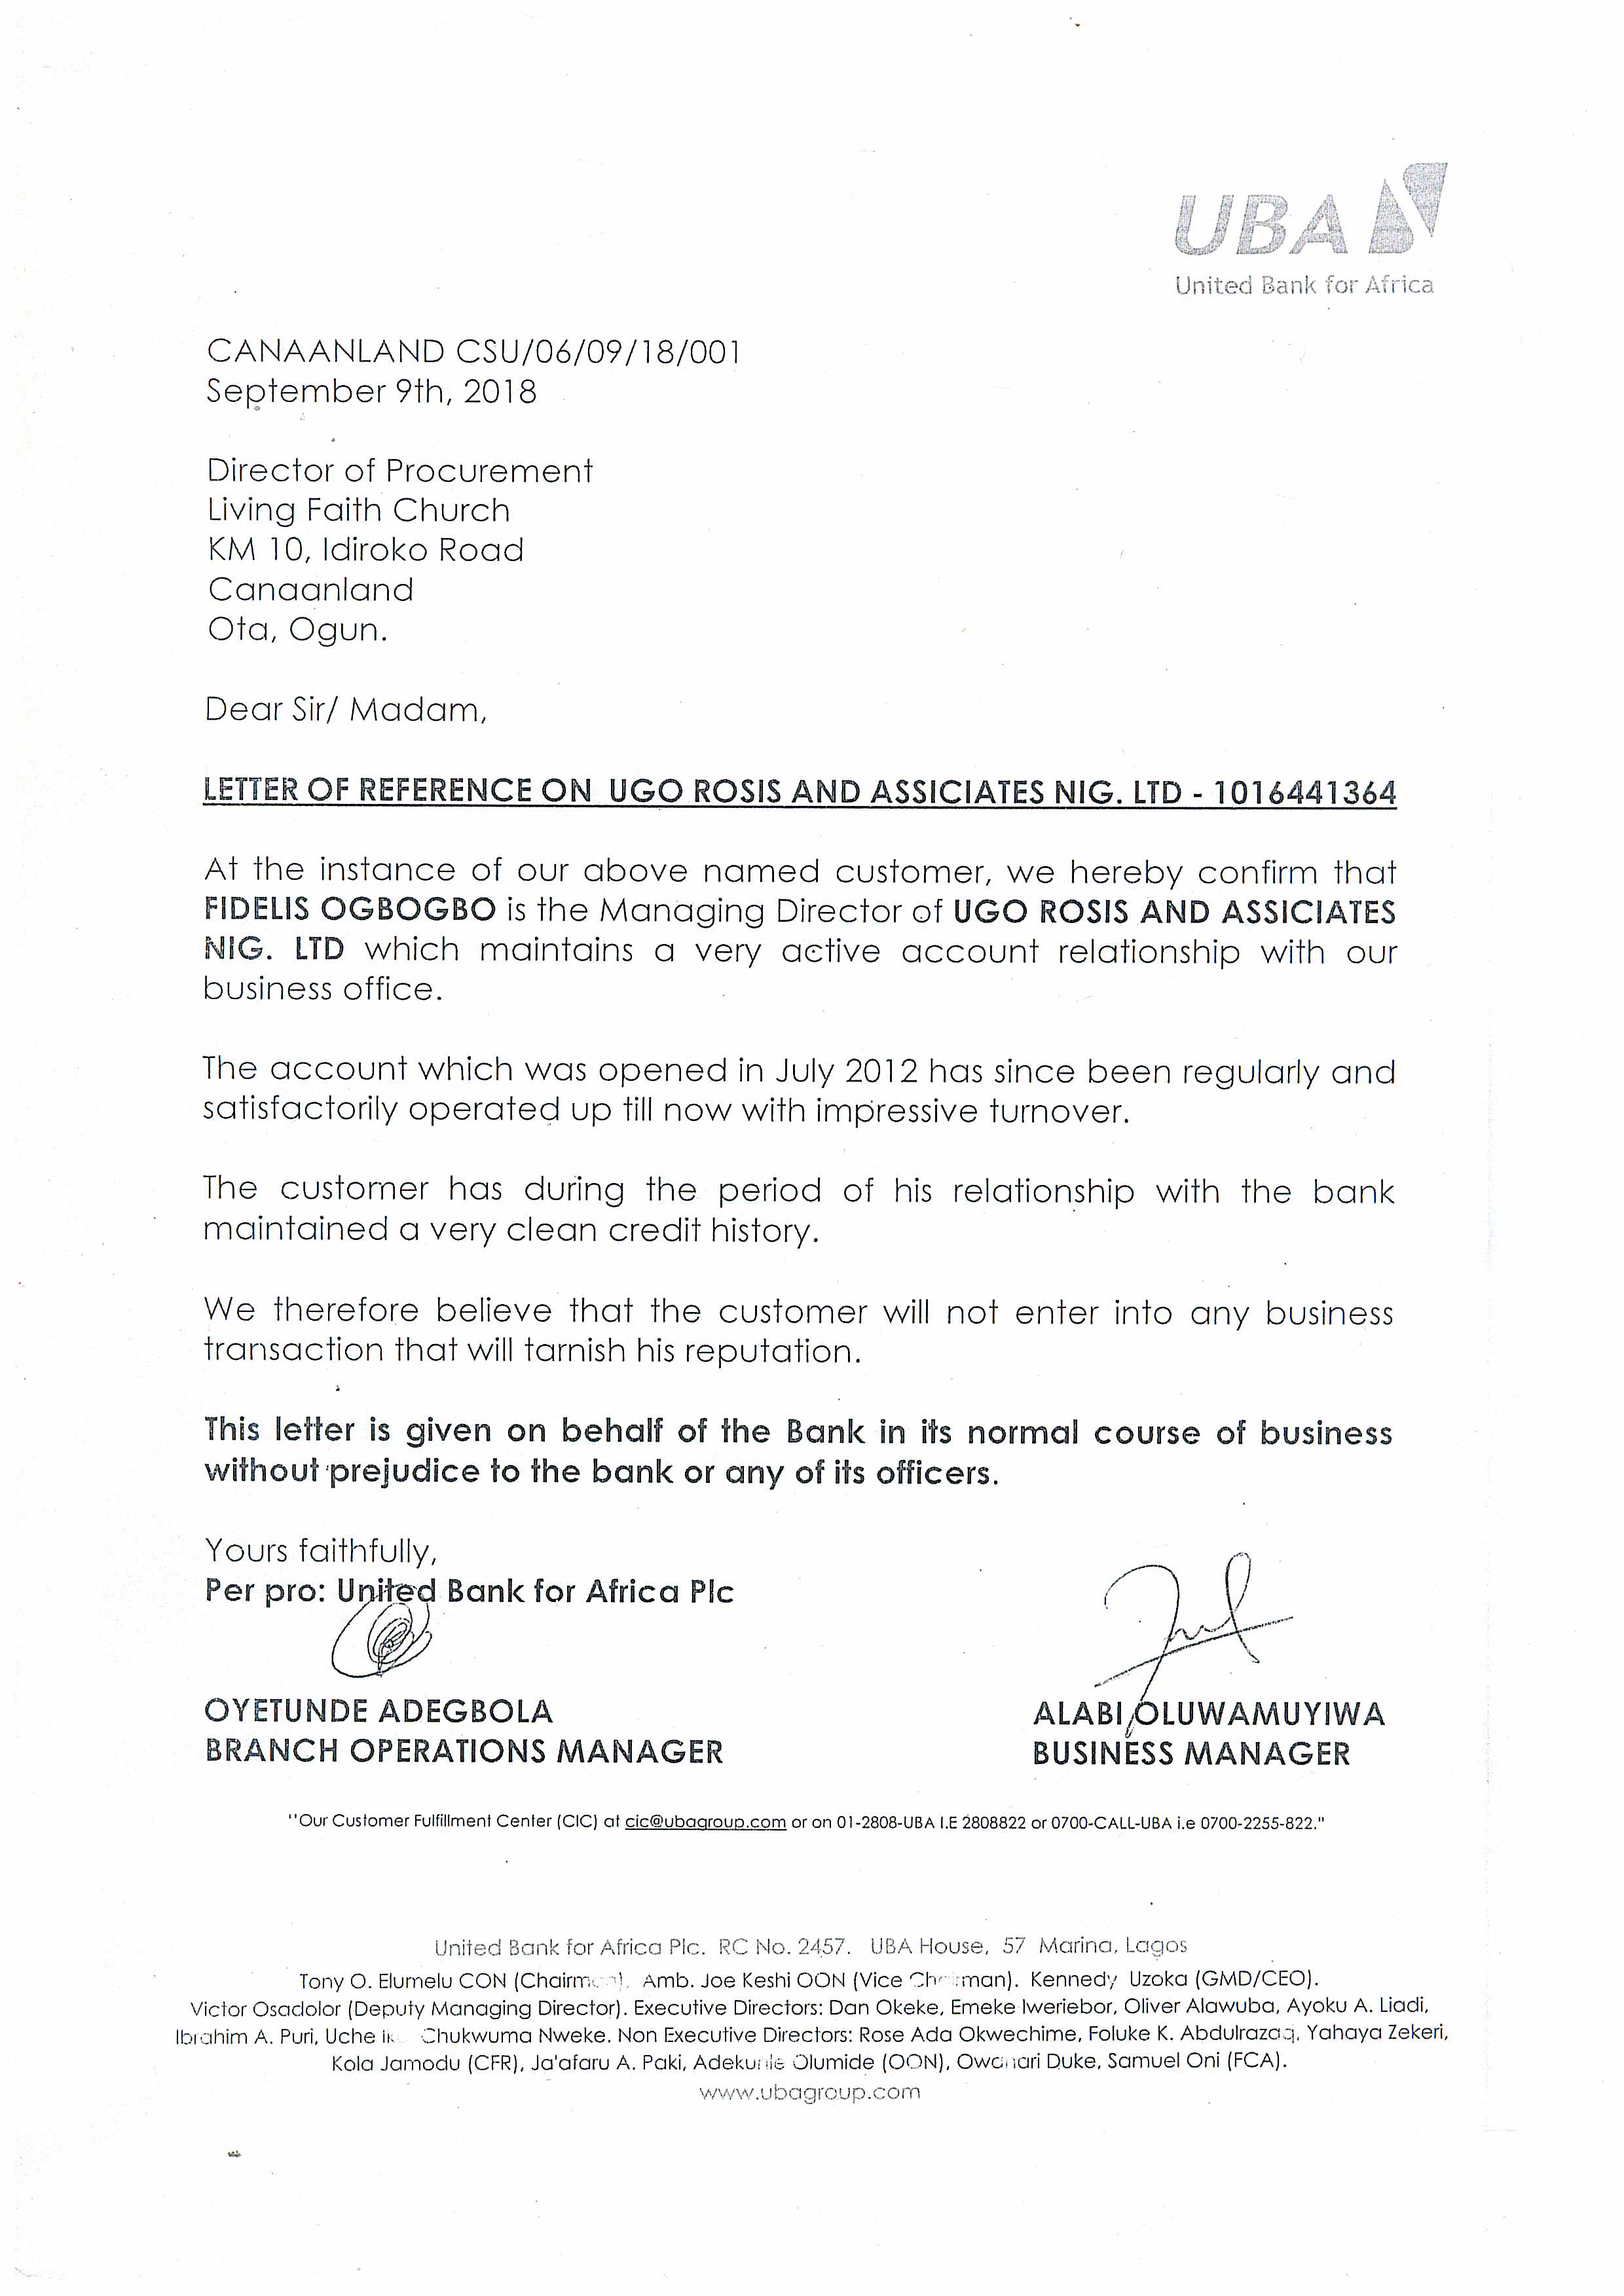 UBA
United Bank for Africa
CANAANLAND CSU/06/09/18/001
September 9th, 2018
Director of Procurement
Living Faith Church
KM 10, Idiroko Road
Canaanland
Ota, Ogun.
Dear Sir/ Madam,
LETTER OF REFERENCE ON UGO ROSIS AND ASSICIATES NIG. LTD - 1016441364
At the instance of our above named customer, we hereby confirm that
FIDELIS OGBOGBO is the Managing Director of UGO ROSIS AND ASSICIATES
NIG. LTD which maintains a very active account relationship with our
business office.
The account which was opened in July 2012 has since been regularly and
satisfactorily operated up till now with impressive turnover.
The customer has during the period of his relationship with the bank
maintained a very clean credit history.
We therefore believe that the customer will not enter into any business
transaction that will tarnish his reputation.
This letter is given on behalf of the Bank in its normal course of business
without prejudice to the bank or any of its officers.
Yours faithfully,
Per pro: United Bank for Africa Plc
OYETUNDE ADEGBOLA
BRANCH OPERATIONS MANAGER
ALABI OLUWAMUYIWA
BUSINESS MANAGER
"Our Customer Fulfillment Center (CIC) at cic@ubagroup.com or on 01-2808-UBA I.E 2808822 or 0700-CALL-UBA i.e 0700-2255-822."
United Bank for Africa Plc. RC No. 2457. UBA House, 57 Marina, Lagos
Tony O. Elumelu CON (Chairman). Amb. Joe Keshi OON (Vice Chairman). Kennedy Uzoka (GMD/CEO).
Victor Osadolor (Deputy Managing Director). Executive Directors: Dan Okeke, Emeke Iweriebor, Oliver Alawuba, Ayoku A. Liadi,
Ibrahim A. Puri, Uche Chukwuma Nweke. Non Executive Directors: Rose Ada Okwechime, Foluke K. Abdulrazaq, Yahaya Zekeri,
Kola Jamodu (CFR), Ja'afaru A. Paki, Adekunle Olumide (OON), Owanari Duke, Samuel Oni (FCA).
www.ubagroup.com